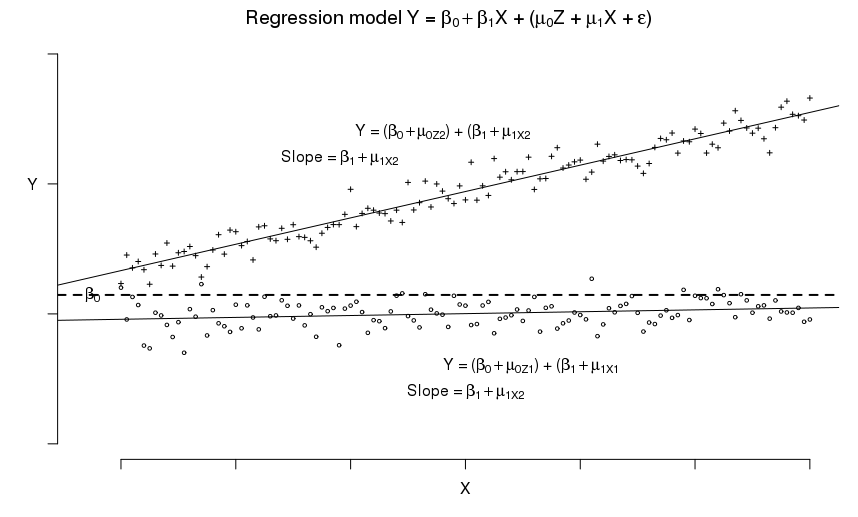 Regression model Y = β₀ + β₁X + (μ₀Z + μ₁X + ε)
Y = (β₀ + μ₀Z₂) + (β₁ + μ₁X₂
Slope = β₁ + μ₁X₂
Y
β₀
Y = (β₀ + μ₀Z₁) + (β₁ + μ₁X₁
Slope = β₁ + μ₁X₂
X